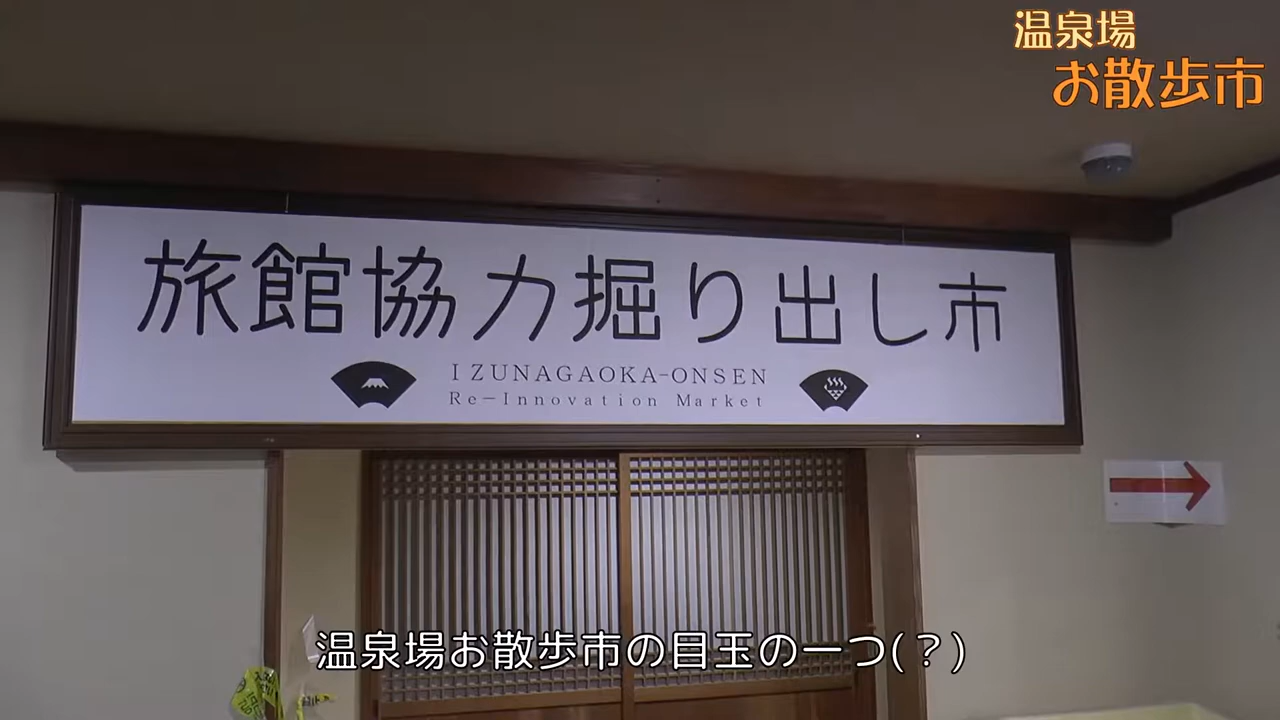 温泉場
お散歩市
旅館協力掘り出し市
IZUNAGAOKA-ONSEN
Re-Innovation Market
温泉場お散歩市の目玉の一つ(？)